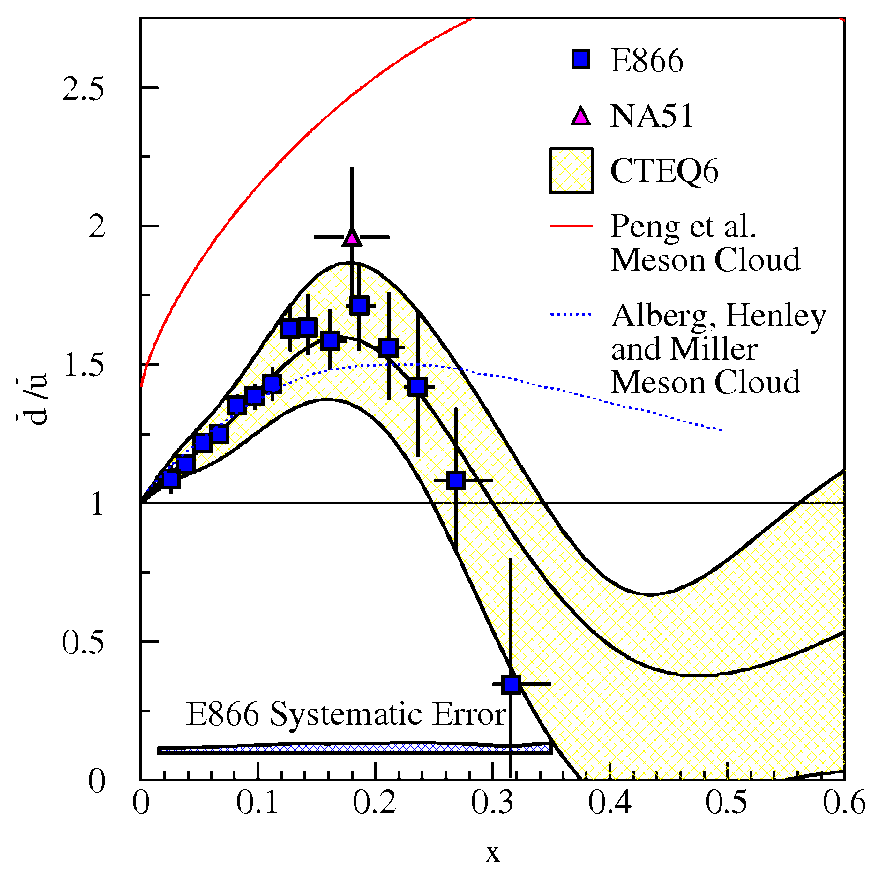 2.5
2
1.5
1
0.5
0
d̄ /ū
E866
NA51
CTEQ6
Peng et al.
Meson Cloud
Alberg, Henley
and Miller
Meson Cloud
E866 Systematic Error
0 0.1 0.2 0.3 0.4 0.5 0.6
x